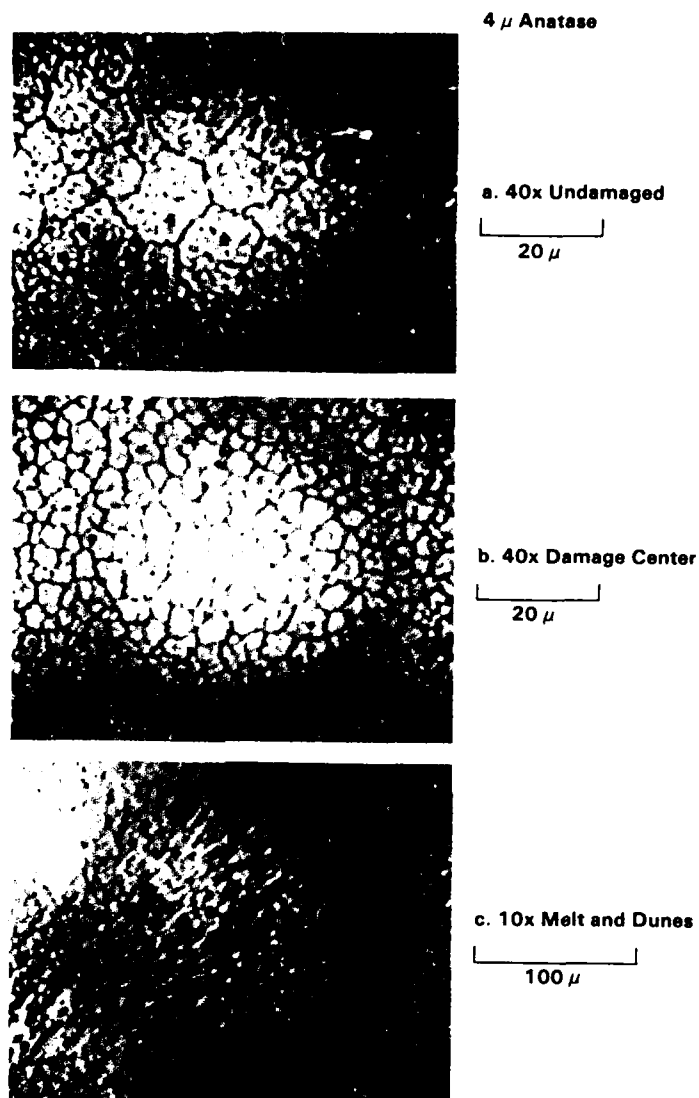 4 μ Anatase
a. 40x Undamaged
20 μ
b. 40x Damage Center
20 μ
c. 10x Melt and Dunes
100 μ